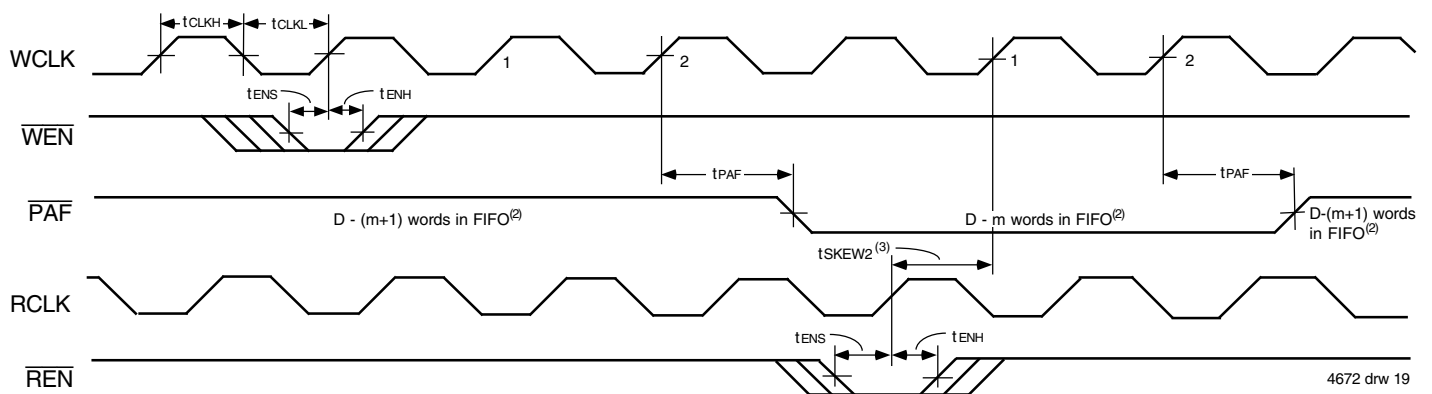 tCLKH
tCLKL
WCLK
1
2
1
2
tENS
tENH
WEN
tPAF
tPAF
PAF
D - (m+1) words in FIFO(2)
D - m words in FIFO(2)
D-(m+1) words
in FIFO(2)
tSKEW2(3)
RCLK
tENS
tENH
REN
4672 drw 19